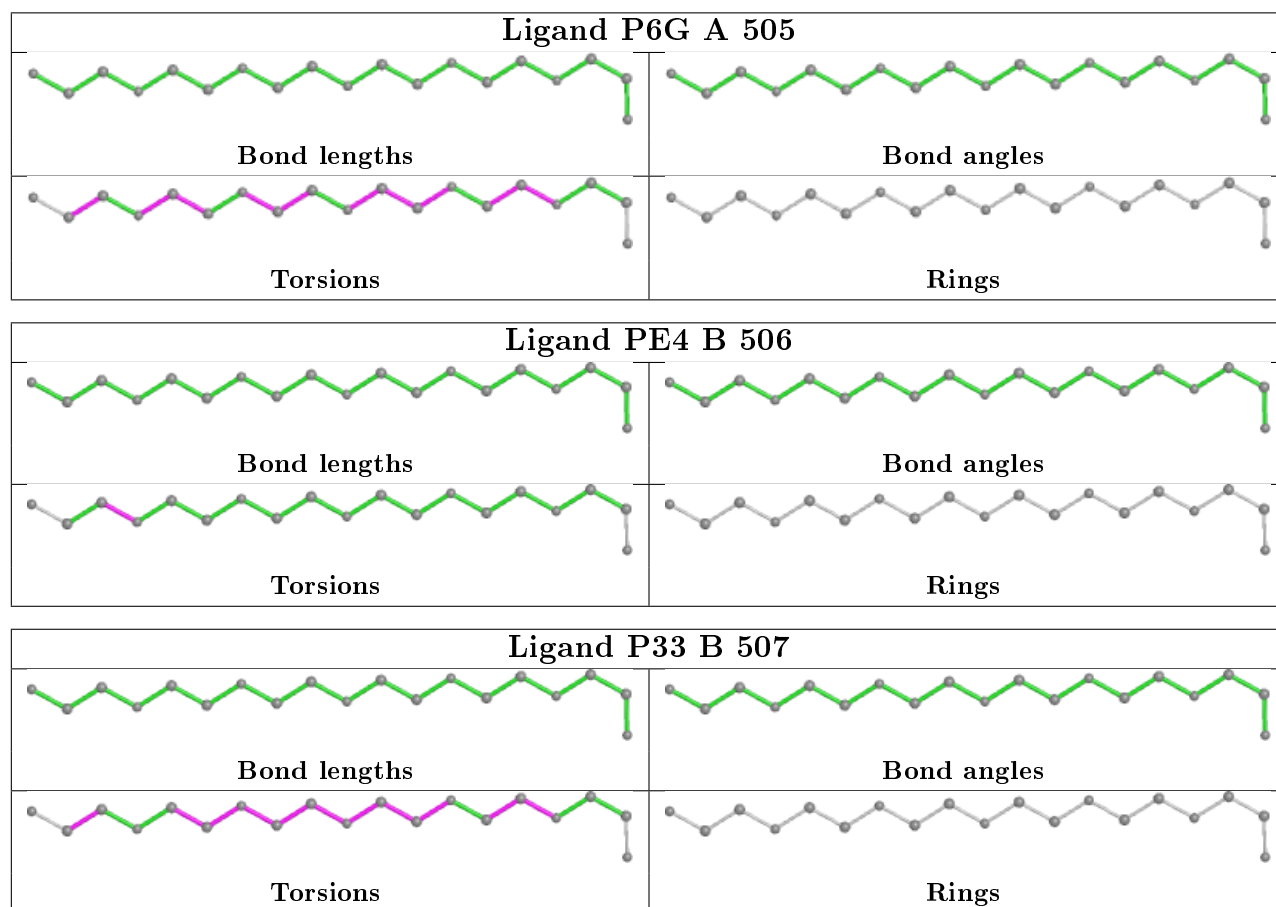 Ligand P6G A 505
Bond lengths
Bond angles
Torsions
Rings
Ligand PE4 B 506
Bond lengths
Bond angles
Torsions
Rings
Ligand P33 B 507
Bond lengths
Bond angles
Torsions
Rings